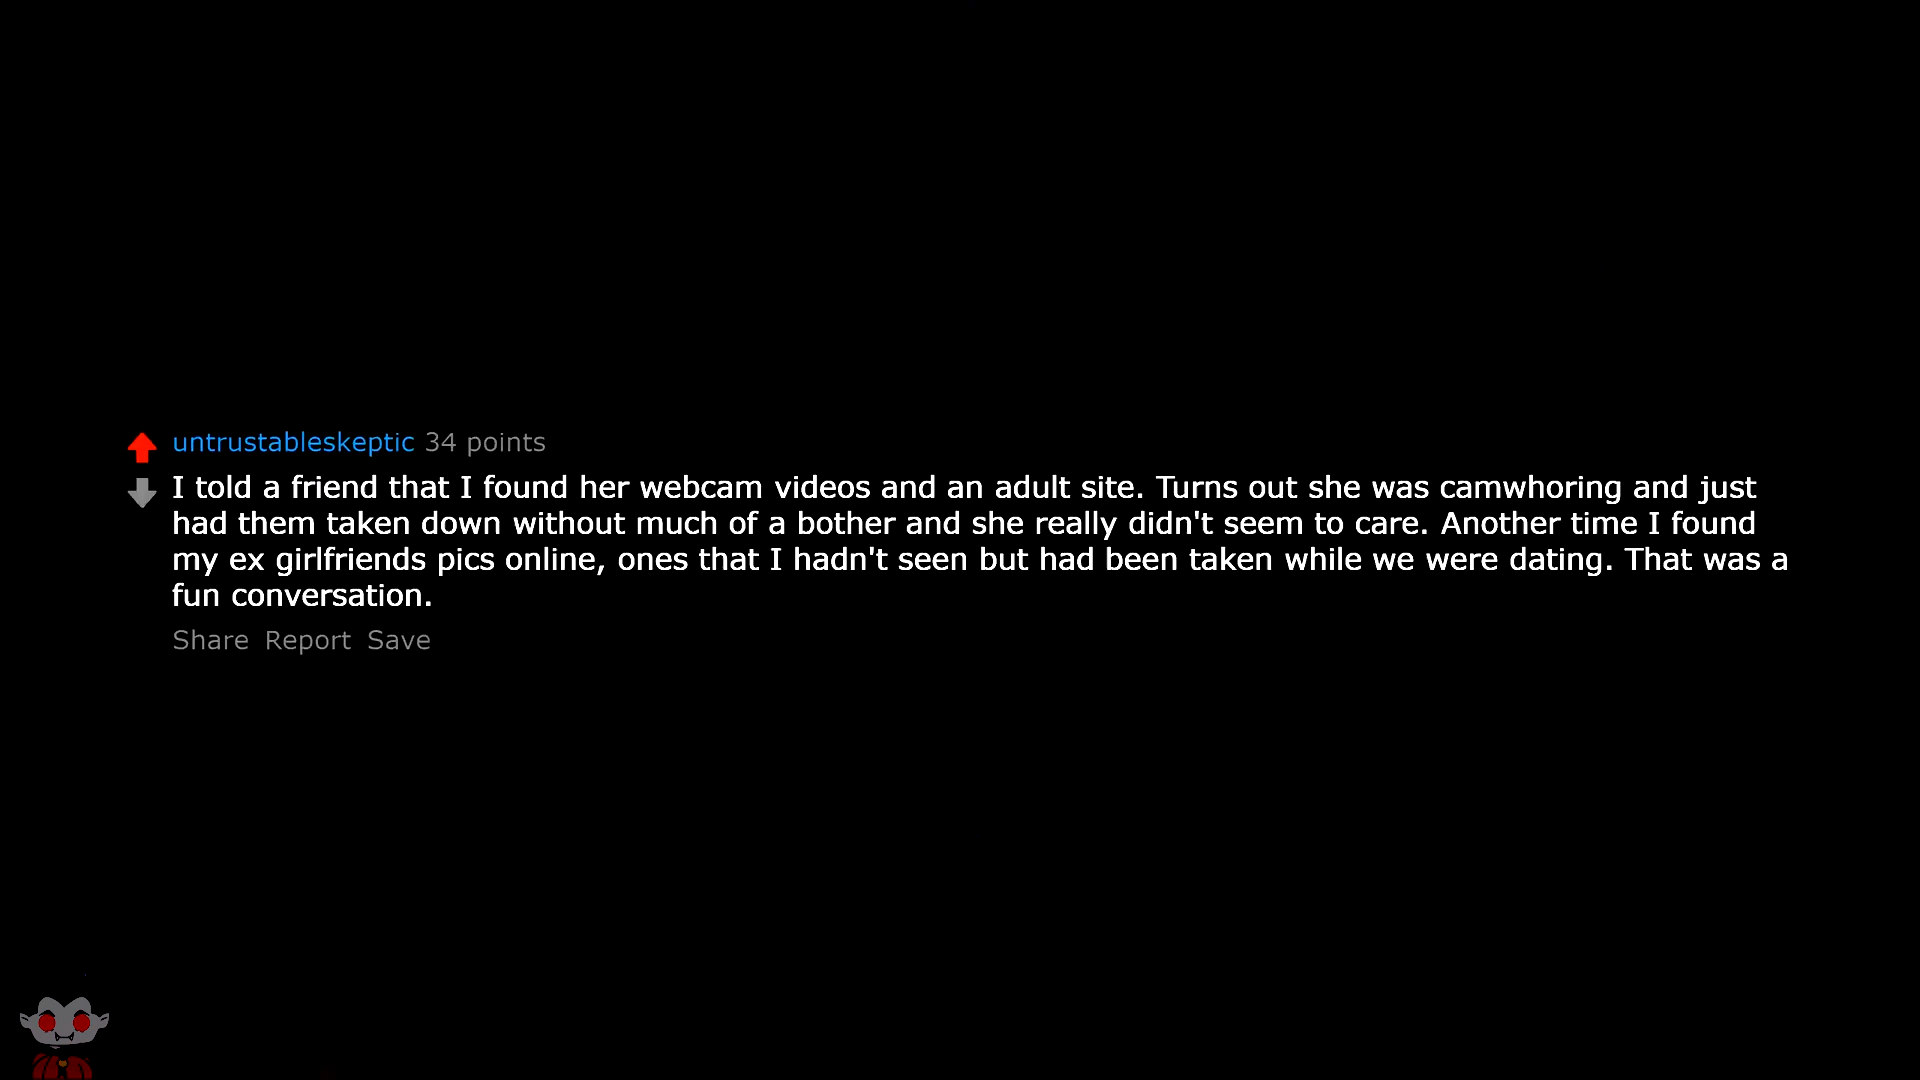 untrustableskeptic 34 points
I told a friend that I found her webcam videos and an adult site. Turns out she was camwhoring and just
had them taken down without much of a bother and she really didn't seem to care. Another time I found
my ex girlfriends pics online, ones that I hadn't seen but had been taken while we were dating. That was a
fun conversation.
Share Report Save